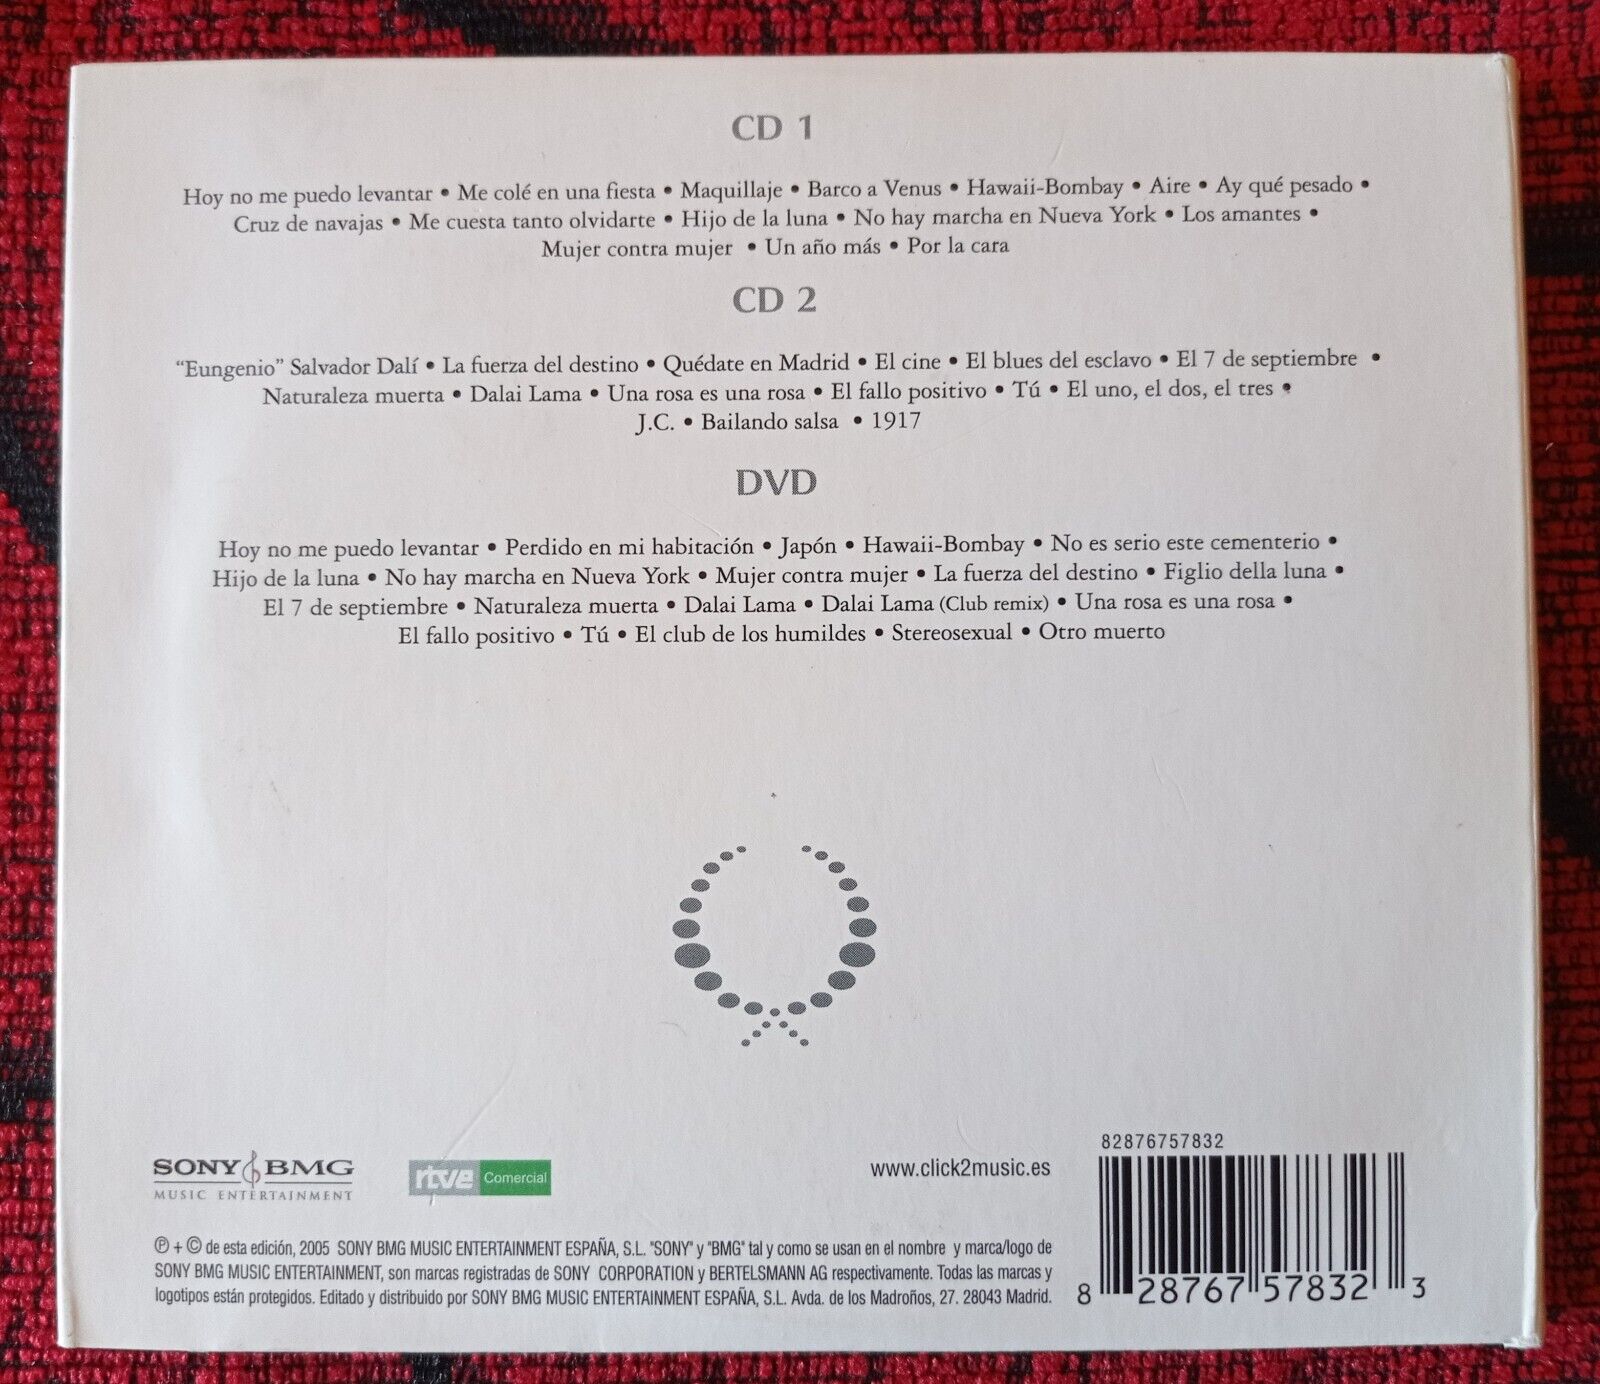 CD 1
Hoy no me puedo levantar • Me colé en una fiesta • Maquillaje • Barco a Venus • Hawaii-Bombay • Aire • Ay qué pesado •
Cruz de navajas • Me cuesta tanto olvidarte • Hijo de la luna • No hay marcha en Nueva York • Los amantes •
Mujer contra mujer • Un año más • Por la cara
CD 2
“Eungenio” Salvador Dalí • La fuerza del destino • Quédate en Madrid • El cine • El blues del esclavo • El 7 de septiembre •
Naturaleza muerta • Dalai Lama • Una rosa es una rosa • El fallo positivo • Tú • El uno, el dos, el tres •
J.C. • Bailando salsa • 1917
DVD
Hoy no me puedo levantar • Perdido en mi habitación • Japón • Hawaii-Bombay • No es serio este cementerio •
Hijo de la luna • No hay marcha en Nueva York • Mujer contra mujer • La fuerza del destino • Figlio della luna •
El 7 de septiembre • Naturaleza muerta • Dalai Lama • Dalai Lama (Club remix) • Una rosa es una rosa •
El fallo positivo • Tú • El club de los humildes • Stereosexual • Otro muerto
SONY BMG
MUSIC ENTERTAINMENT
rtve Comercial
www.click2music.es
82876757832
℗ + © de esta edición, 2005 SONY BMG MUSIC ENTERTAINMENT ESPAÑA, S.L. "SONY" y "BMG" tal y como se usan en el nombre y marca/logo de
SONY BMG MUSIC ENTERTAINMENT, son marcas registradas de SONY CORPORATION y BERTELSMANN AG respectivamente. Todas las marcas y
logotipos están protegidos. Editado y distribuido por SONY BMG MUSIC ENTERTAINMENT ESPAÑA, S.L. Avda. de los Madroños, 27. 28043 Madrid.
8 28767 57832 3